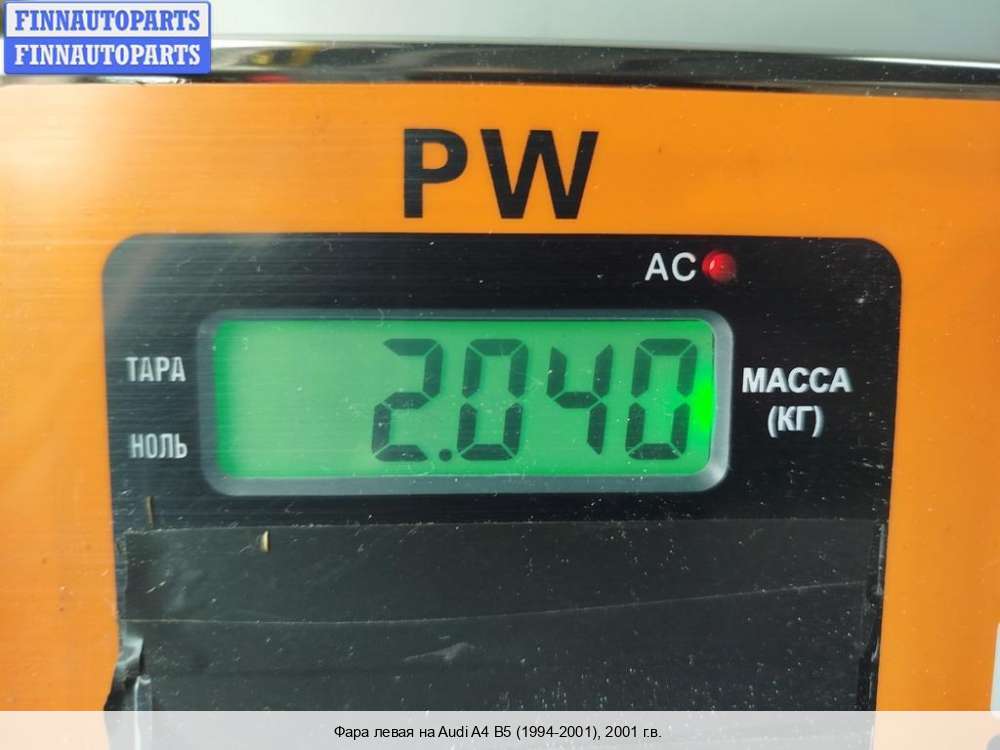 FINNAUTOPARTS
FINNAUTOPARTS
PW
AC
ТАРА
НОЛЬ
2.040
МАССА
(КГ)
Фара левая на Audi A4 B5 (1994-2001), 2001 г.в.